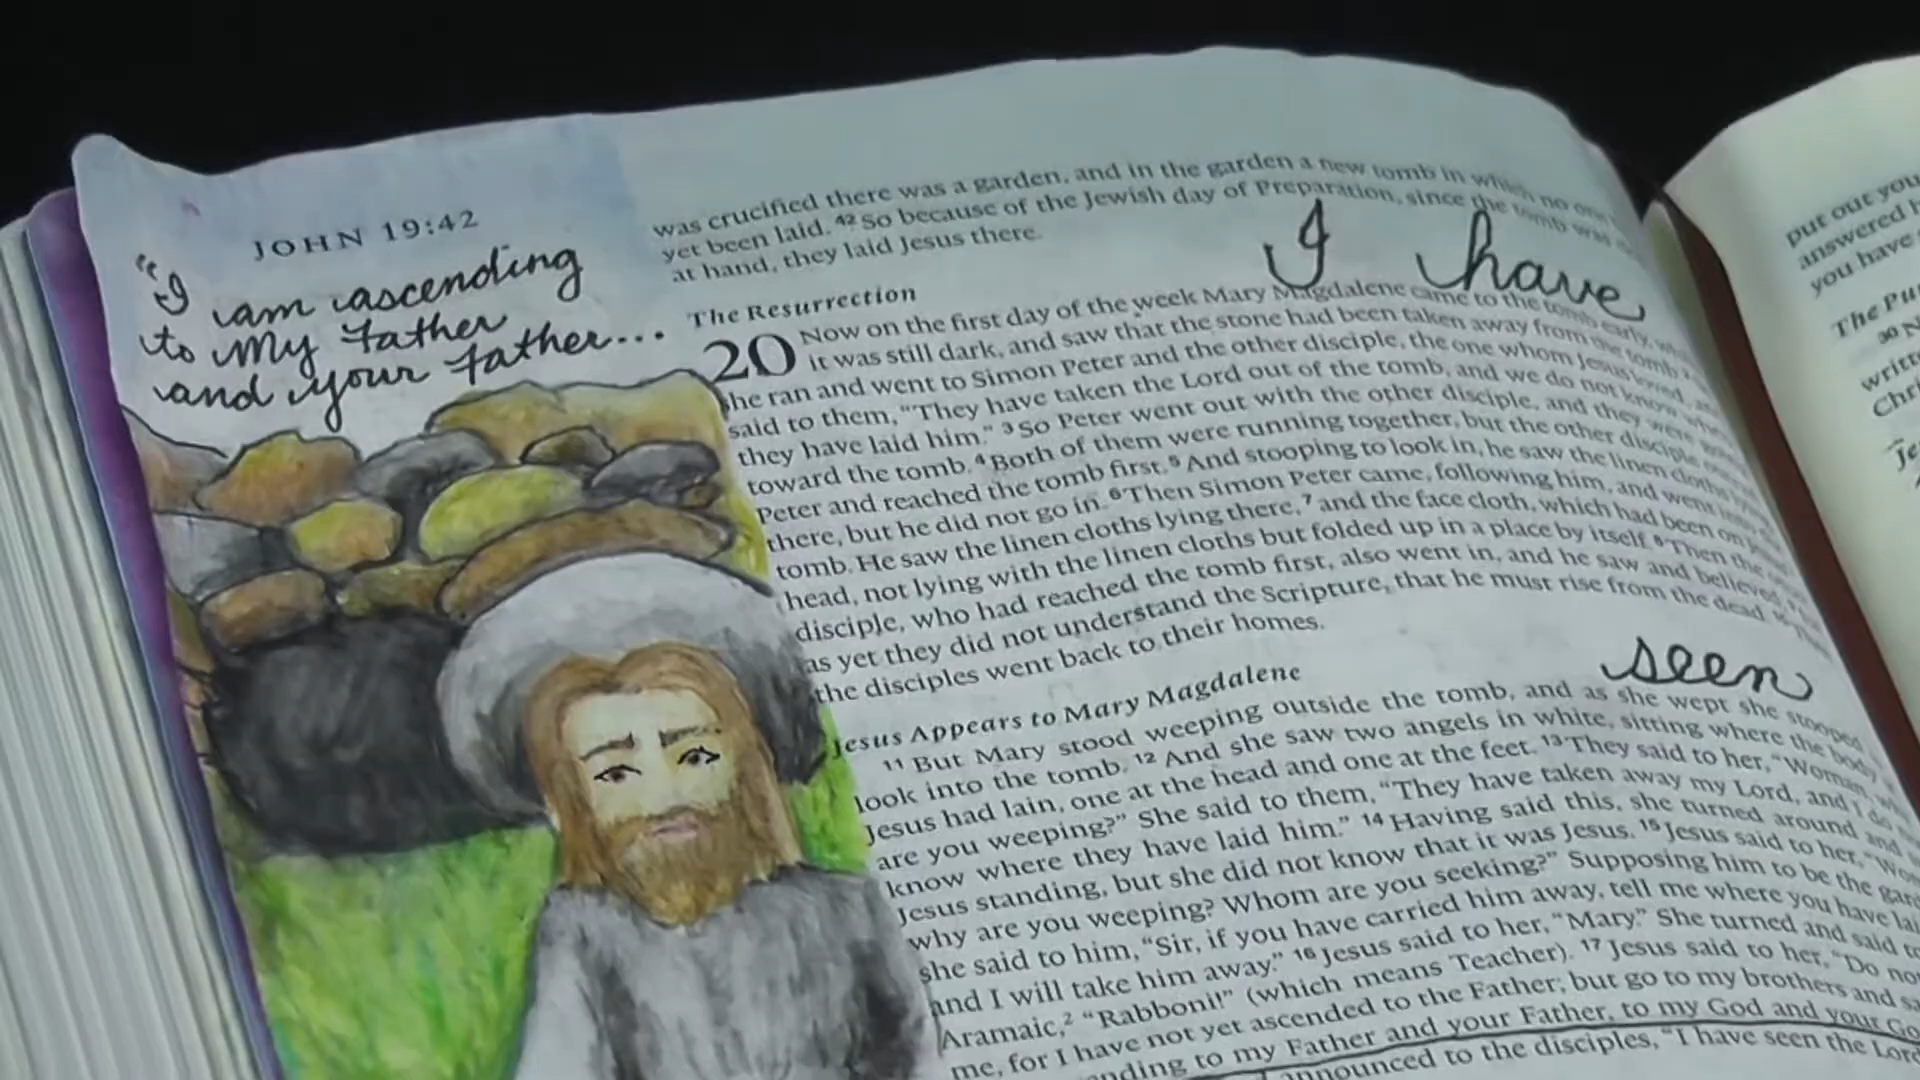 JOHN 19:42
"I am ascending
to My Father
and your Father...
was crucified there was a garden, and in the garden a new tomb in which no one
yet been laid. 42 So because of the Jewish day of Preparation, since the tomb was
at hand, they laid Jesus there.
I have
The Resurrection
20 Now on the first day of the week Mary Magdalene came to the tomb early,
it was still dark, and saw that the stone had been taken away from the tomb.
she ran and went to Simon Peter and the other disciple, the one whom Jesus loved,
said to them, "They have taken the Lord out of the tomb, and we do not know
they have laid him." 3 So Peter went out with the other disciple, and they were
toward the tomb. 4 Both of them were running together, but the other disciple
Peter and reached the tomb first. 5 And stooping to look in, he saw the linen cloths
there, but he did not go in. 6 Then Simon Peter came, following him, and went into
tomb. He saw the linen cloths lying there, 7 and the face cloth, which had been on
head, not lying with the linen cloths but folded up in a place by itself. 8 Then the
disciple, who had reached the tomb first, also went in, and he saw and believed;
as yet they did not understand the Scripture, that he must rise from the dead.
the disciples went back to their homes.
seen
Jesus Appears to Mary Magdalene
11 But Mary stood weeping outside the tomb, and as she wept she stooped
look into the tomb. 12 And she saw two angels in white, sitting where the body
Jesus had lain, one at the head and one at the feet. 13 They said to her, "Woman,
are you weeping?" She said to them, "They have taken away my Lord, and I do
know where they have laid him." 14 Having said this, she turned around and
Jesus standing, but she did not know that it was Jesus. 15 Jesus said to her,
why are you weeping? Whom are you seeking?" Supposing him to be the
she said to him, "Sir, if you have carried him away, tell me where you have
and I will take him away." 16 Jesus said to her, "Mary." She turned and said
Aramaic,2 "Rabboni!" (which means Teacher). 17 Jesus said to her, "Do
me, for I have not yet ascended to the Father; but go to my brothers and
to my Father and your Father, to my God and your
announced to the disciples, "I have seen the Lord
put out
answered
you have
The
30